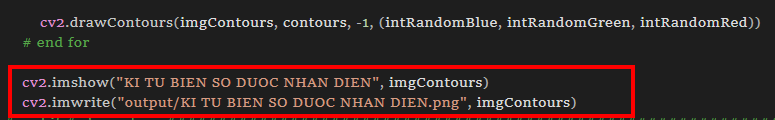 cv2.drawContours(imgContours, contours, -1, (intRandomBlue, intRandomGreen, intRandomRed))
# end for
cv2.imshow("KI TU BIEN SO DUOC NHAN DIEN", imgContours)
cv2.imwrite("output/KI TU BIEN SO DUOC NHAN DIEN.png", imgContours)